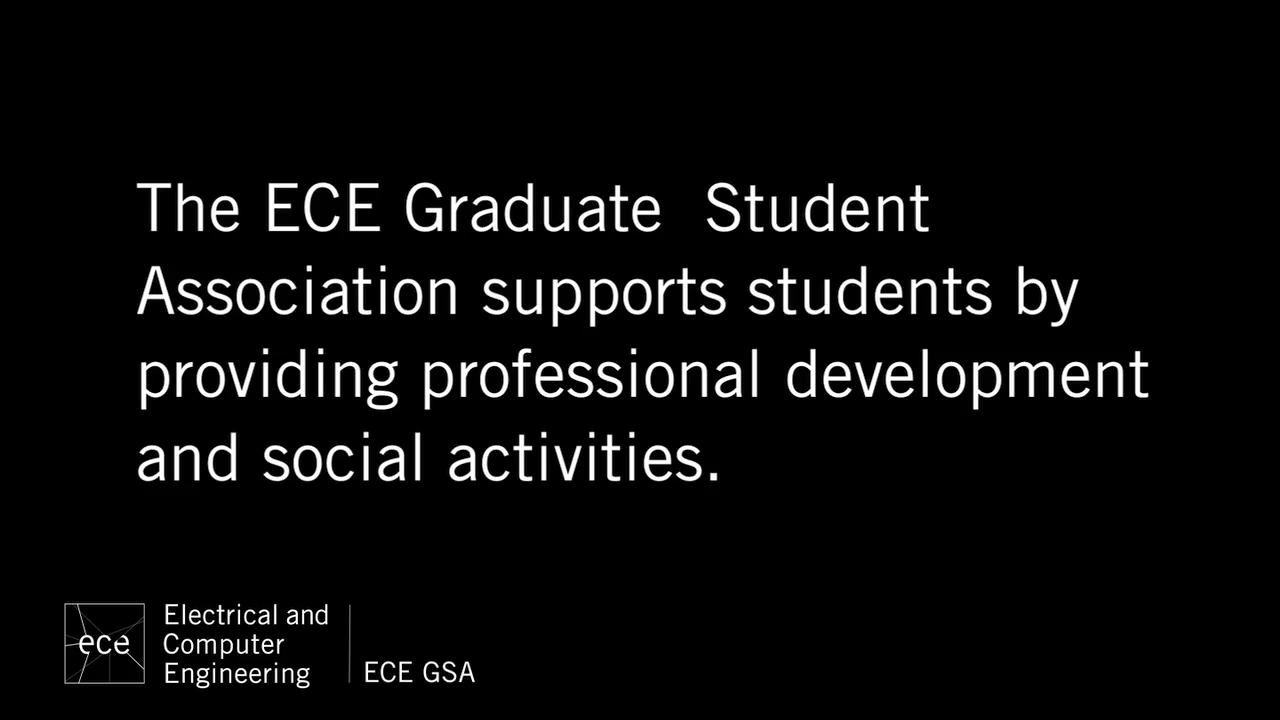 The ECE Graduate  Student
Association supports students by
providing professional development
and social activities.
ece
Electrical and
Computer
Engineering
ECE GSA